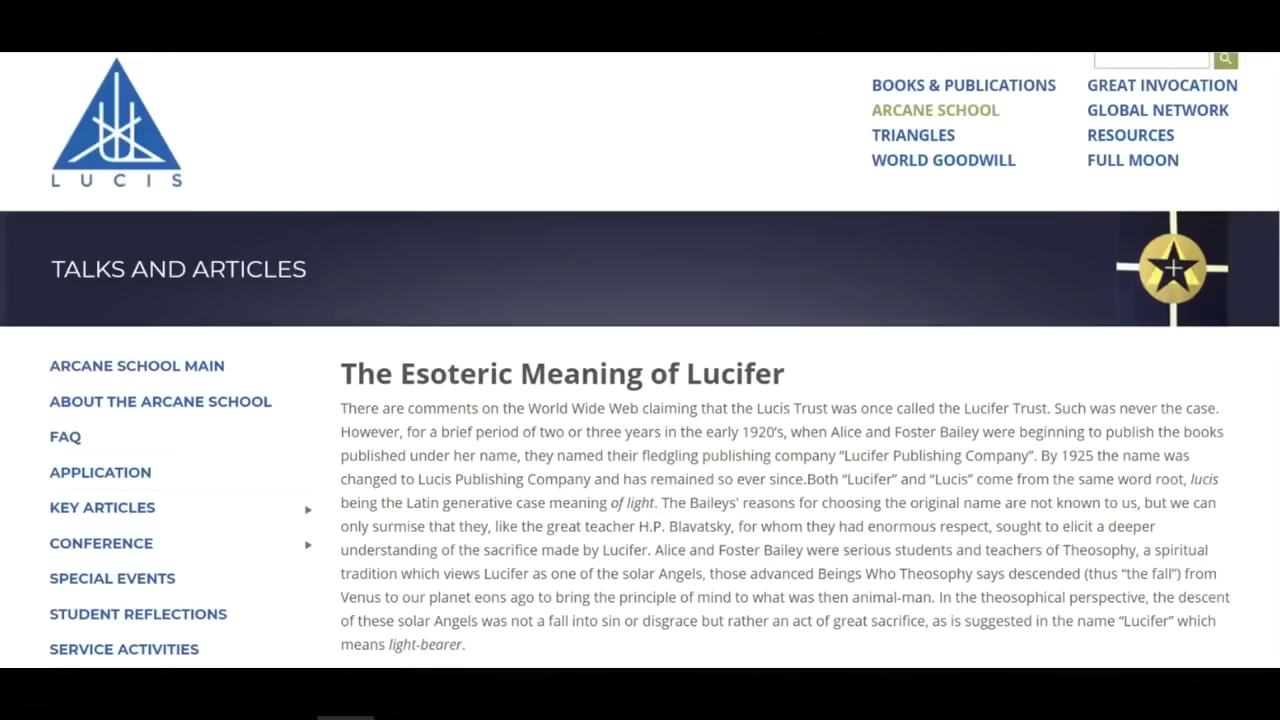 LUCIS
BOOKS & PUBLICATIONS
ARCANE SCHOOL
TRIANGLES
WORLD GOODWILL
GREAT INVOCATION
GLOBAL NETWORK
RESOURCES
FULL MOON
TALKS AND ARTICLES
ARCANE SCHOOL MAIN
ABOUT THE ARCANE SCHOOL
FAQ
APPLICATION
KEY ARTICLES
CONFERENCE
SPECIAL EVENTS
STUDENT REFLECTIONS
SERVICE ACTIVITIES
The Esoteric Meaning of Lucifer
There are comments on the World Wide Web claiming that the Lucis Trust was once called the Lucifer Trust. Such was never the case.
However, for a brief period of two or three years in the early 1920's, when Alice and Foster Bailey were beginning to publish the books
published under her name, they named their fledgling publishing company “Lucifer Publishing Company”. By 1925 the name was
changed to Lucis Publishing Company and has remained so ever since.Both “Lucifer” and “Lucis” come from the same word root, lucis
being the Latin generative case meaning of light. The Baileys' reasons for choosing the original name are not known to us, but we can
only surmise that they, like the great teacher H.P. Blavatsky, for whom they had enormous respect, sought to elicit a deeper
understanding of the sacrifice made by Lucifer. Alice and Foster Bailey were serious students and teachers of Theosophy, a spiritual
tradition which views Lucifer as one of the solar Angels, those advanced Beings Who Theosophy says descended (thus “the fall”) from
Venus to our planet eons ago to bring the principle of mind to what was then animal-man. In the theosophical perspective, the descent
of these solar Angels was not a fall into sin or disgrace but rather an act of great sacrifice, as is suggested in the name “Lucifer” which
means light-bearer.